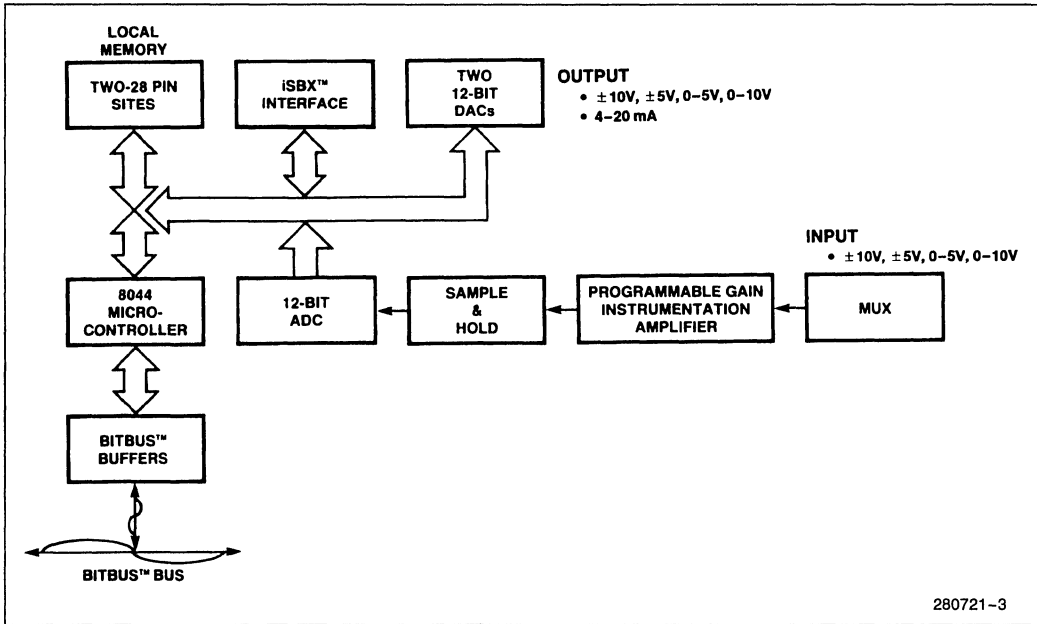 LOCAL
MEMORY
TWO-28 PIN
SITES
iSBX™
INTERFACE
TWO
12-BIT
DACs
OUTPUT
• ±10V, ±5V, 0–5V, 0–10V
• 4–20 mA
INPUT
• ±10V, ±5V, 0–5V, 0–10V
8044
MICRO-
CONTROLLER
12-BIT
ADC
SAMPLE
&
HOLD
PROGRAMMABLE GAIN
INSTRUMENTATION
AMPLIFIER
MUX
BITBUS™
BUFFERS
BITBUS™ BUS
280721–3